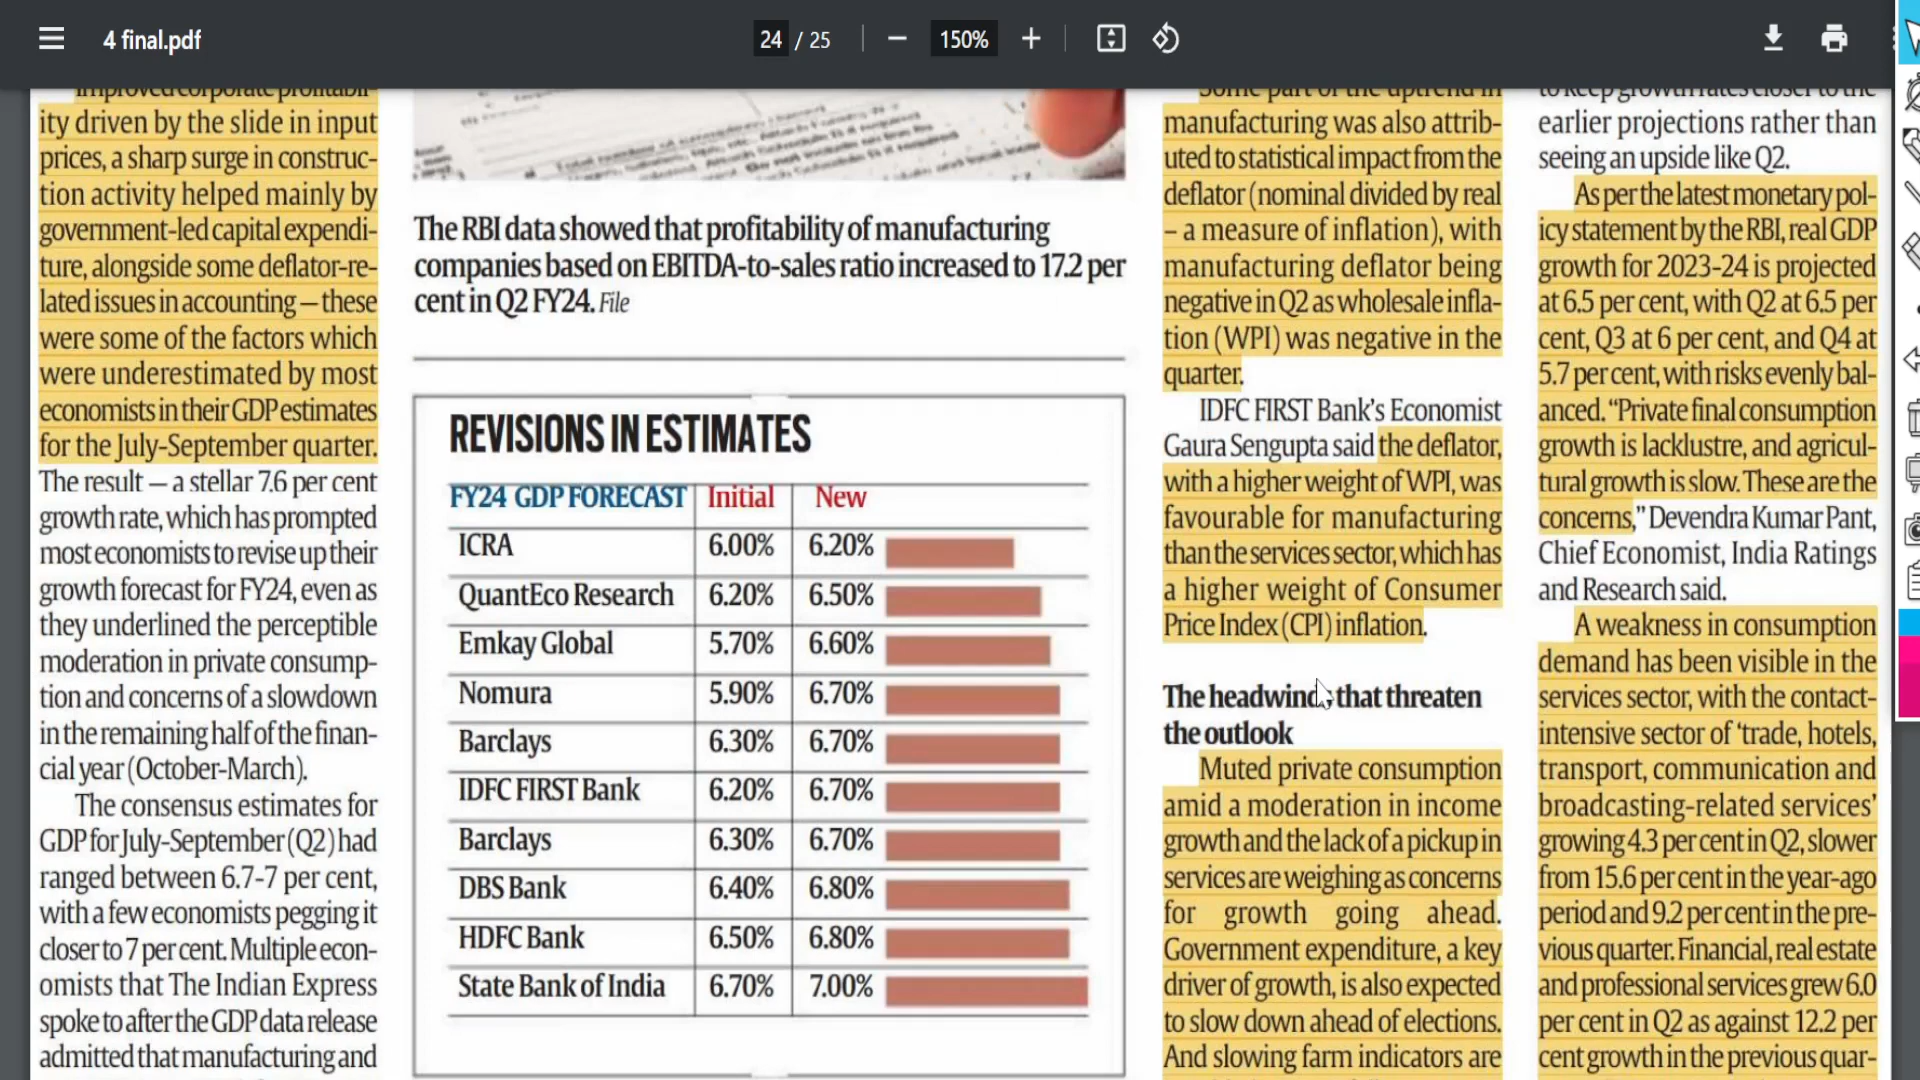 4 final.pdf
24 / 25
150%
Improved corporate profitabil-
ity driven by the slide in input
prices, a sharp surge in construc-
tion activity helped mainly by
government-led capital expendi-
ture, alongside some deflator-re-
lated issues in accounting — these
were some of the factors which
were underestimated by most
economists in their GDP estimates
for the July-September quarter.
The result — a stellar 7.6 per cent
growth rate, which has prompted
most economists to revise up their
growth forecast for FY24, even as
they underlined the perceptible
moderation in private consump-
tion and concerns of a slowdown
in the remaining half of the finan-
cial year (October-March).
The consensus estimates for
GDP for July-September (Q2) had
ranged between 6.7-7 per cent,
with a few economists pegging it
closer to 7 per cent. Multiple econ-
omists that The Indian Express
spoke to after the GDP data release
admitted that manufacturing and
The RBI data showed that profitability of manufacturing
companies based on EBITDA-to-sales ratio increased to 17.2 per
cent in Q2 FY24. File
REVISIONS IN ESTIMATES
FY24 GDP FORECAST Initial New
ICRA 6.00% 6.20%
QuantEco Research 6.20% 6.50%
Emkay Global 5.70% 6.60%
Nomura 5.90% 6.70%
Barclays 6.30% 6.70%
IDFC FIRST Bank 6.20% 6.70%
Barclays 6.30% 6.70%
DBS Bank 6.40% 6.80%
HDFC Bank 6.50% 6.80%
State Bank of India 6.70% 7.00%
Some part of the uptrend in
manufacturing was also attrib-
uted to statistical impact from the
deflator (nominal divided by real
– a measure of inflation), with
manufacturing deflator being
negative in Q2 as wholesale infla-
tion (WPI) was negative in the
quarter.
IDFC FIRST Bank’s Economist
Gaura Sengupta said the deflator,
with a higher weight of WPI, was
favourable for manufacturing
than the services sector, which has
a higher weight of Consumer
Price Index (CPI) inflation.
The headwinds that threaten
the outlook
Muted private consumption
amid a moderation in income
growth and the lack of a pickup in
services are weighing as concerns
for growth going ahead.
Government expenditure, a key
driver of growth, is also expected
to slow down ahead of elections.
And slowing farm indicators are
to keep growth rates closer to the
earlier projections rather than
seeing an upside like Q2.
As per the latest monetary pol-
icy statement by the RBI, real GDP
growth for 2023-24 is projected
at 6.5 per cent, with Q2 at 6.5 per
cent, Q3 at 6 per cent, and Q4 at
5.7 per cent, with risks evenly bal-
anced. “Private final consumption
growth is lacklustre, and agricul-
tural growth is slow. These are the
concerns,” Devendra Kumar Pant,
Chief Economist, India Ratings
and Research said.
A weakness in consumption
demand has been visible in the
services sector, with the contact-
intensive sector of ‘trade, hotels,
transport, communication and
broadcasting-related services’
growing 4.3 per cent in Q2, slower
from 15.6 per cent in the year-ago
period and 9.2 per cent in the pre-
vious quarter. Financial, real estate
and professional services grew 6.0
per cent in Q2 as against 12.2 per
cent growth in the previous quar-